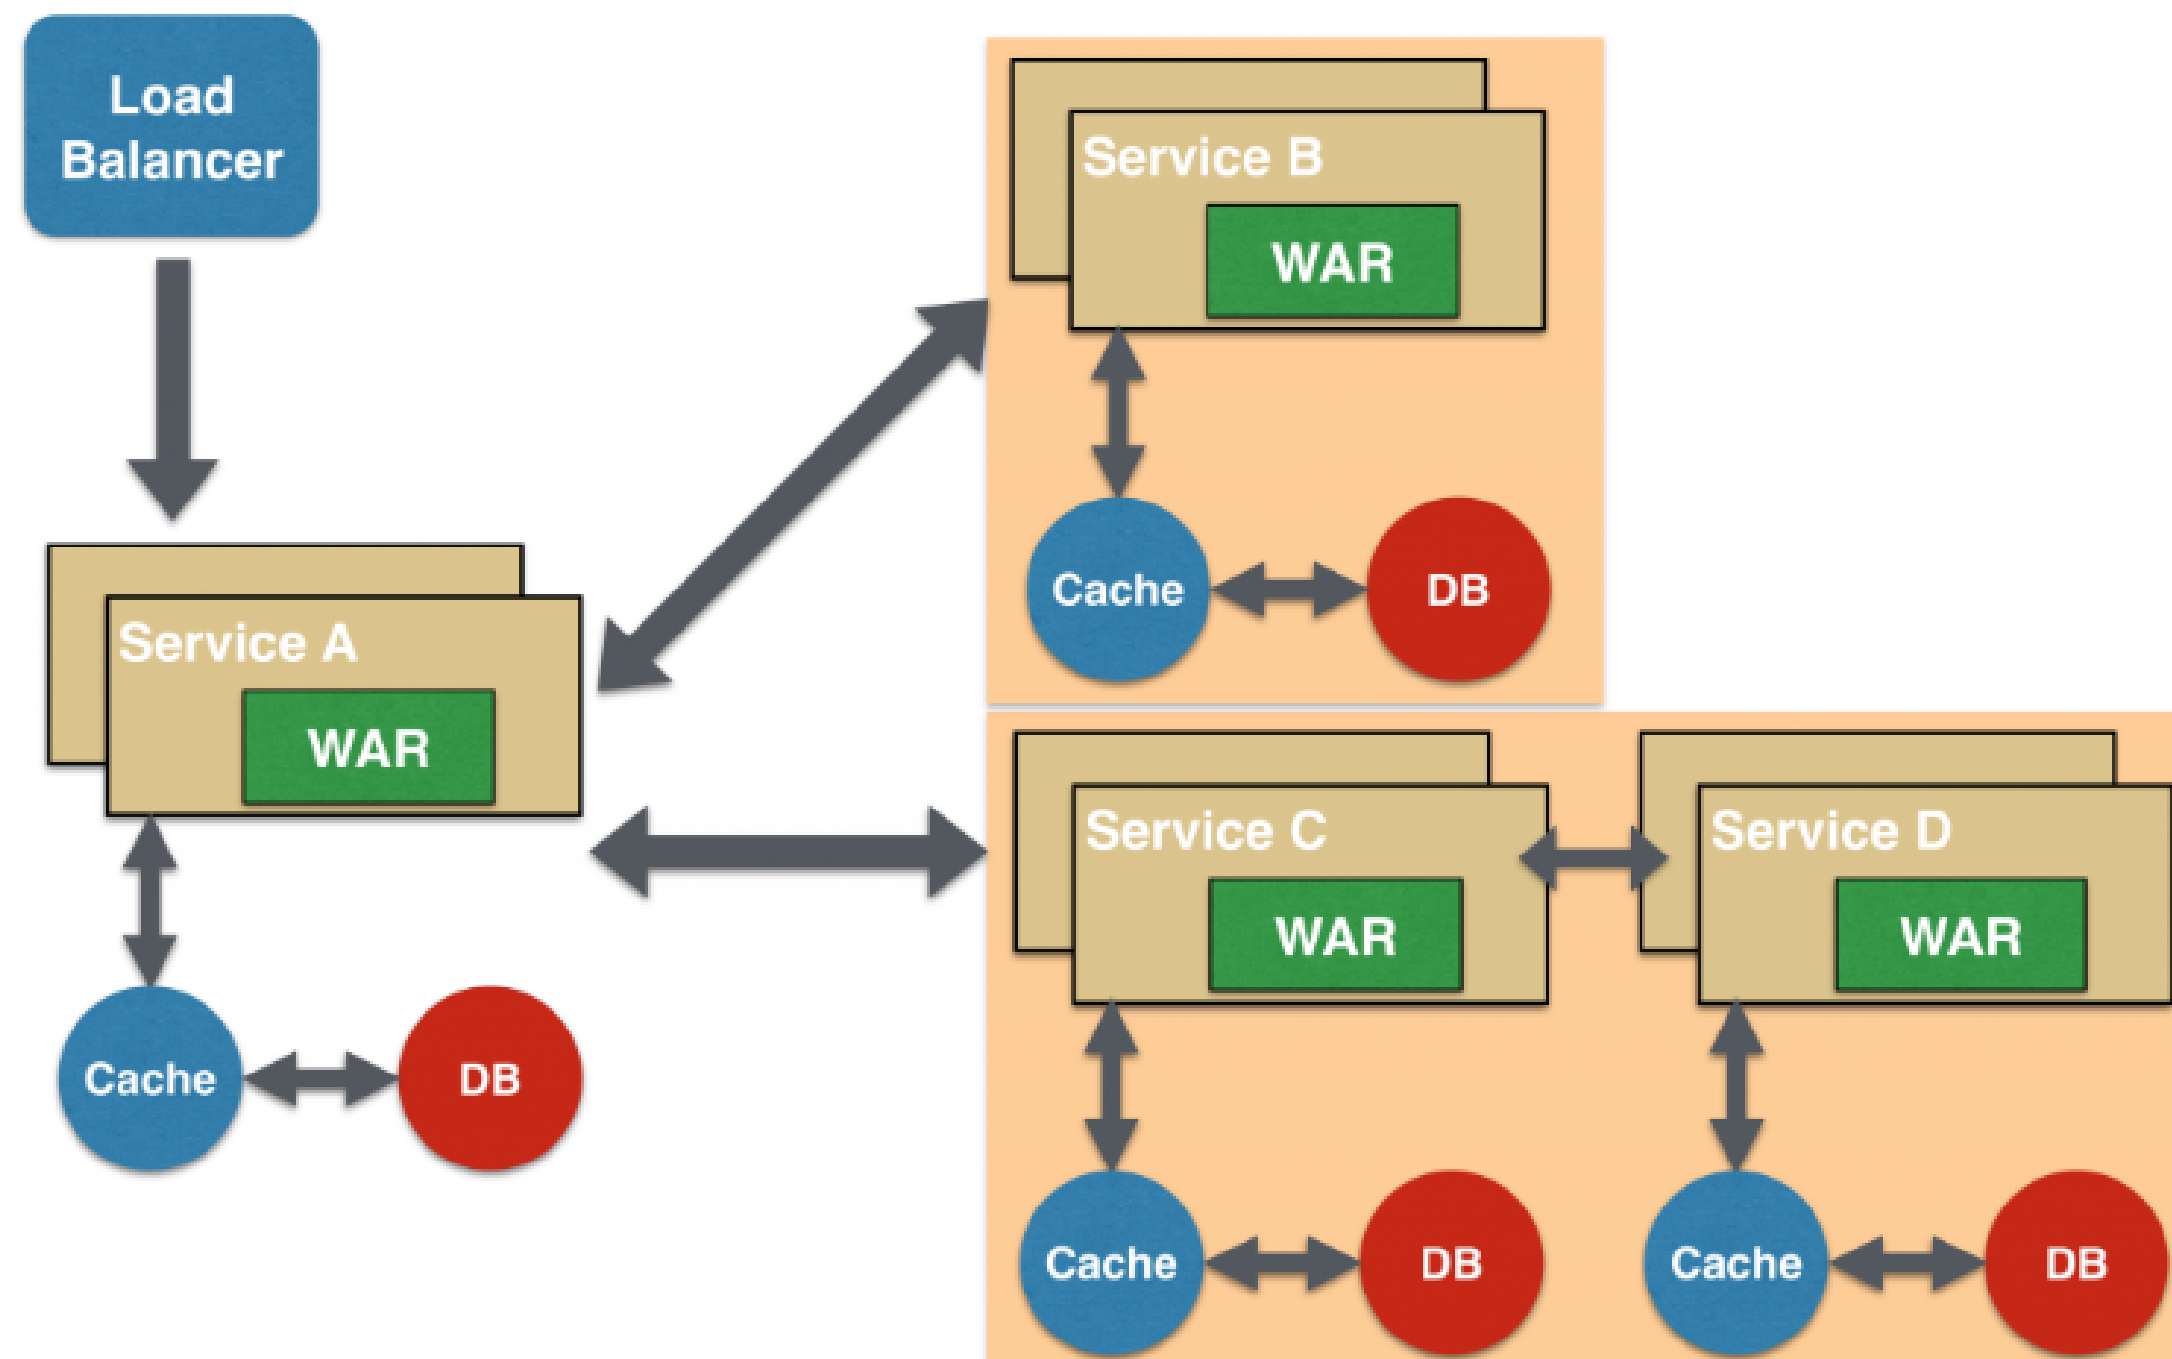 Load
Balancer
Service A
WAR
Cache
DB
Service B
WAR
Cache
DB
Service C
WAR
Cache
DB
Service D
WAR
Cache
DB